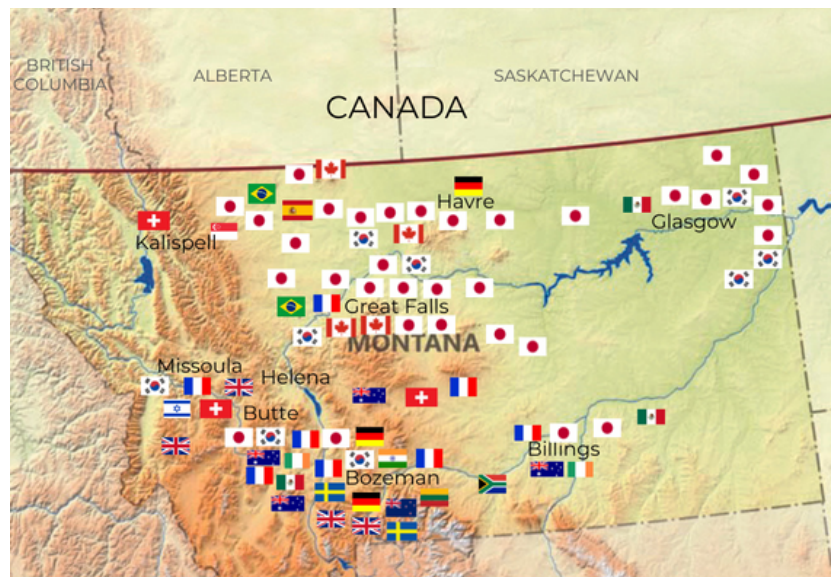 BRITISH
COLUMBIA
ALBERTA
SASKATCHEWAN
CANADA
Havre
Glasgow
Kalispell
Great Falls
MONTANA
Missoula
Helena
Butte
Billings
Bozeman